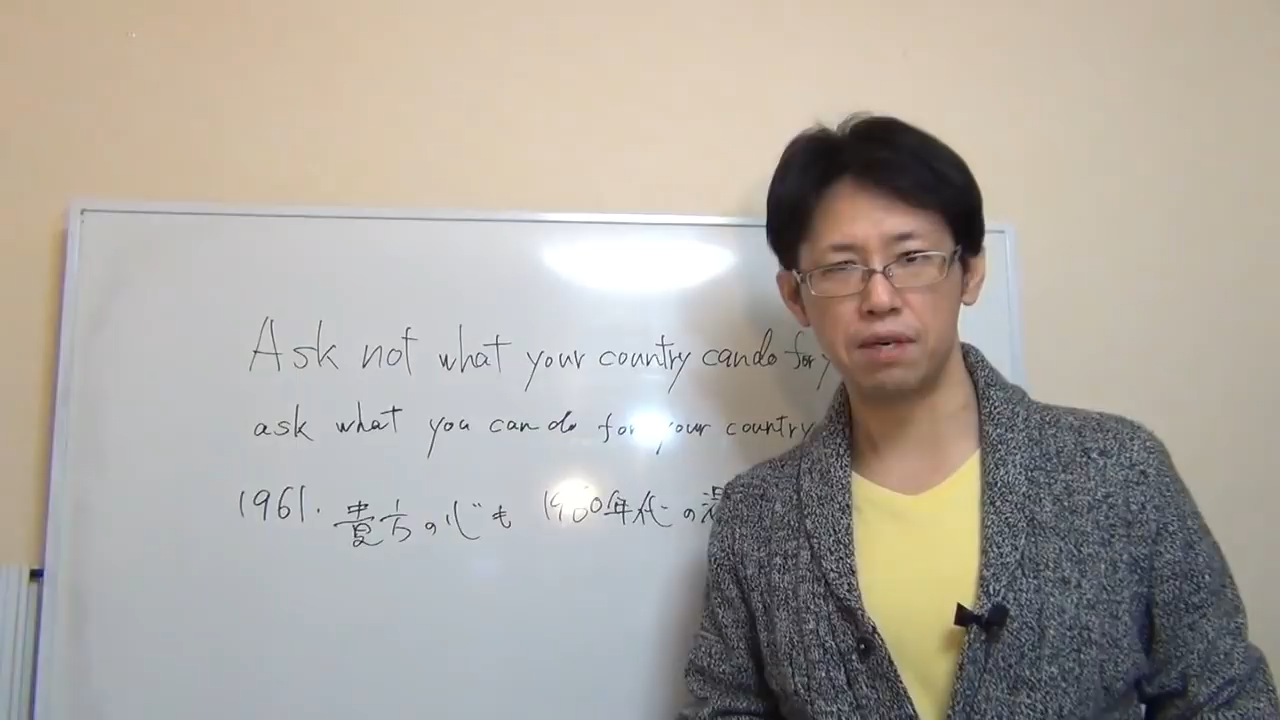 Ask not what your country can do for
ask what you can do for your country
1961. 貴方の心も 1960年代の